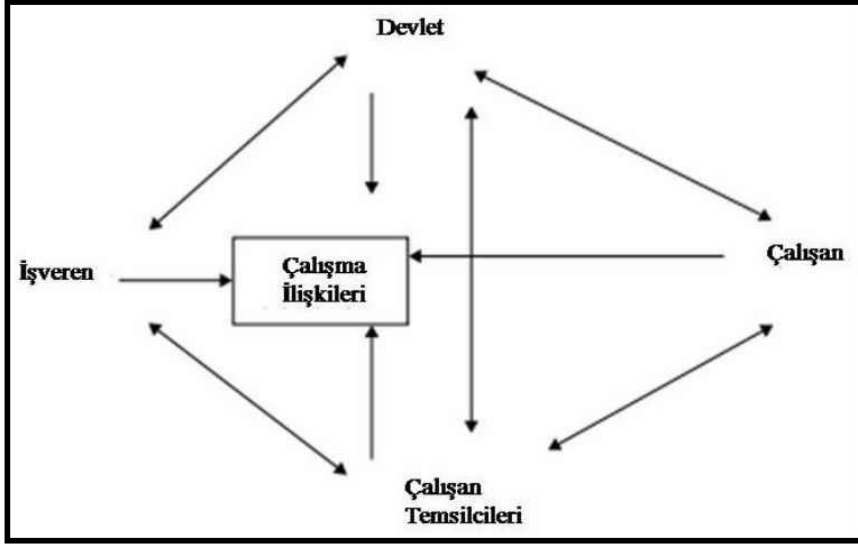 Devlet
İşveren
Çalışma
İlişkileri
Çalışan
Çalışan
Temsilcileri